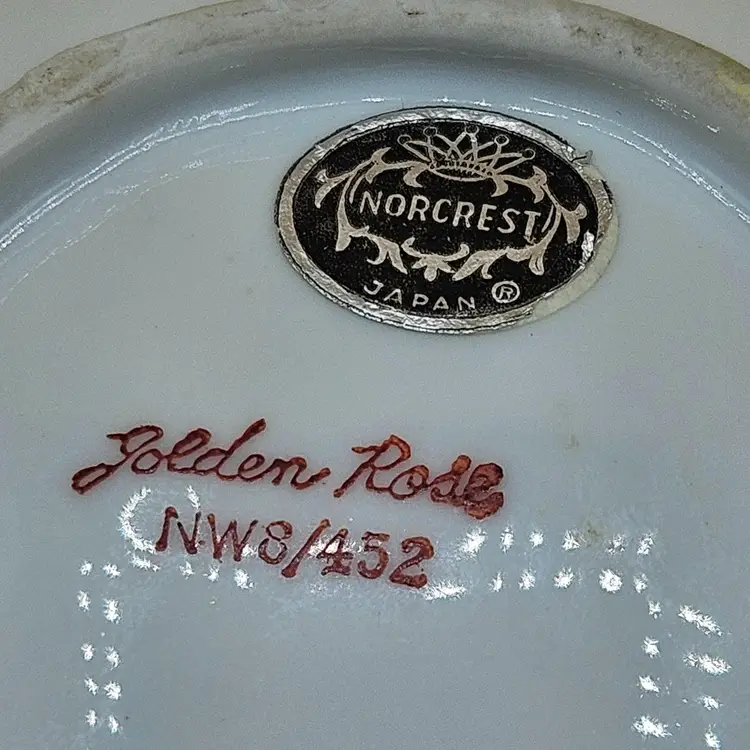 NORCREST
JAPAN ®
Golden Rose
NW8/452